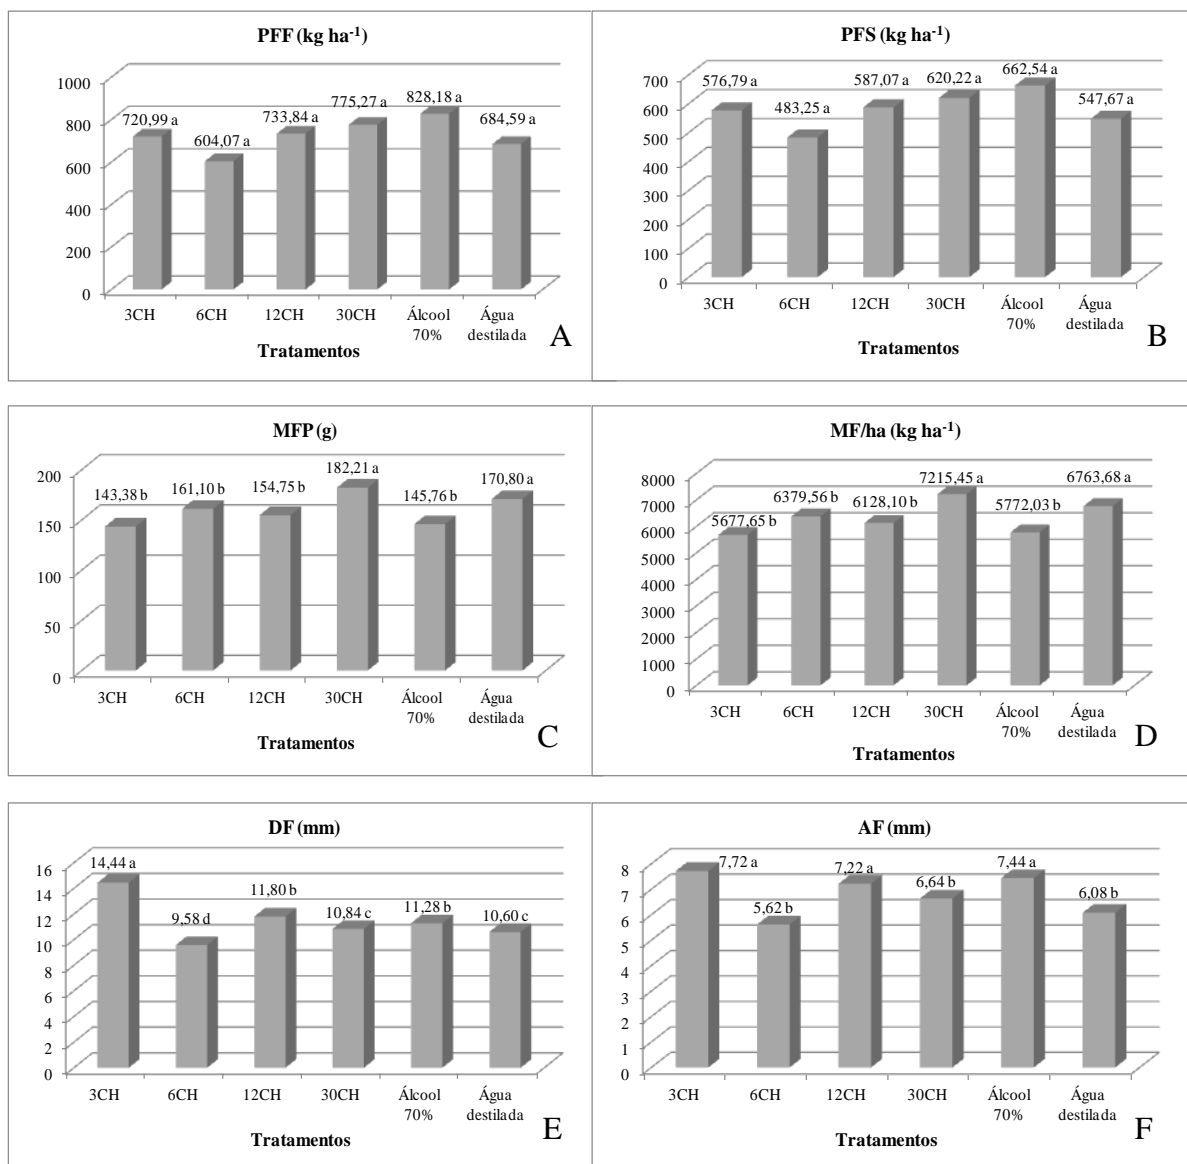 PFF (kg ha⁻¹)
1000
800
600
400
200
0
720,99 a
604,07 a
733,84 a
775,27 a
828,18 a
684,59 a
3CH
6CH
12CH
30CH
Álcool
70%
Água
destilada
Tratamentos
A
PFS (kg ha⁻¹)
700
600
500
400
300
200
100
0
576,79 a
483,25 a
587,07 a
620,22 a
662,54 a
547,67 a
3CH
6CH
12CH
30CH
Álcool
70%
Água
destilada
Tratamentos
B
MFP (g)
200
150
100
50
0
143,38 b
161,10 b
154,75 b
182,21 a
145,76 b
170,80 a
3CH
6CH
12CH
30CH
Álcool
70%
Água
destilada
Tratamentos
C
MF/ha (kg ha⁻¹)
8000
7000
6000
5000
4000
3000
2000
1000
0
5677,65 b
6379,56 b
6128,10 b
7215,45 a
5772,03 b
6763,68 a
3CH
6CH
12CH
30CH
Álcool
70%
Água
destilada
Tratamentos
D
DF (mm)
16
14
12
10
8
6
4
2
0
14,44 a
9,58 d
11,80 b
10,84 c
11,28 b
10,60 c
3CH
6CH
12CH
30CH
Álcool
70%
Água
destilada
Tratamentos
E
AF (mm)
8
7
6
5
4
3
2
1
0
7,72 a
5,62 b
7,22 a
6,64 b
7,44 a
6,08 b
3CH
6CH
12CH
30CH
Álcool
70%
Água
destilada
Tratamentos
F